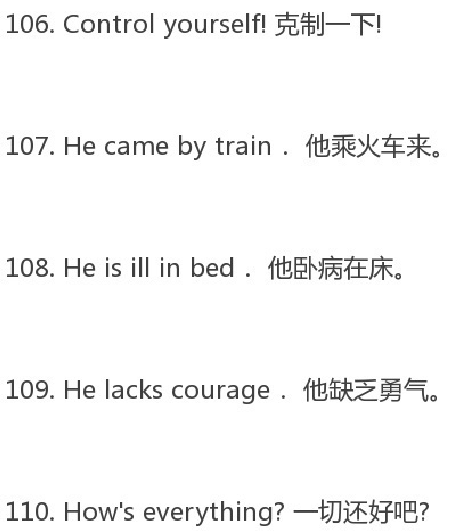 106. Control yourself! 克制一下!
107. He came by train． 他乘火车来。
108. He is ill in bed． 他卧病在床。
109. He lacks courage． 他缺乏勇气。
110. How's everything? 一切还好吧?